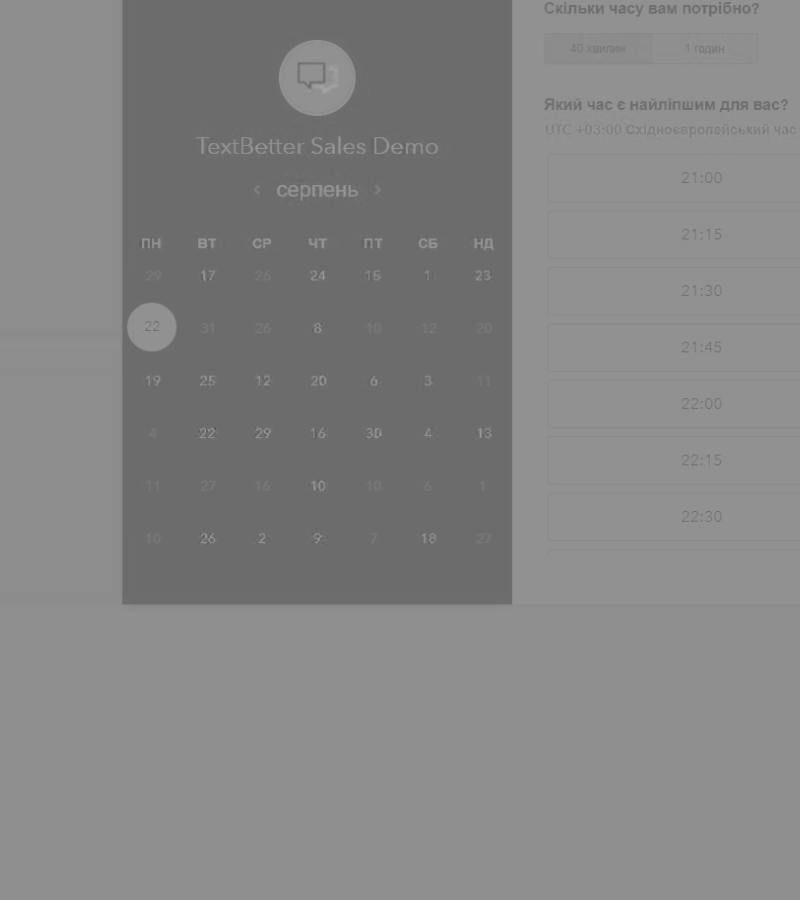 Скільки часу вам потрібно?
40 хвилин 1 годин
TextBetter Sales Demo
серпень
ПН ВТ СР ЧТ ПТ СБ НД
29 17 26 24 15 1 23
22 31 26 8 10 12 20
19 25 12 20 6 3 11
4 22 29 16 30 4 13
11 27 16 10 10 6 1
10 26 2 9 7 18 27
Який час є найліпшим для вас?
UTC +03:00 Східноєвропейський час
21:00
21:15
21:30
21:45
22:00
22:15
22:30